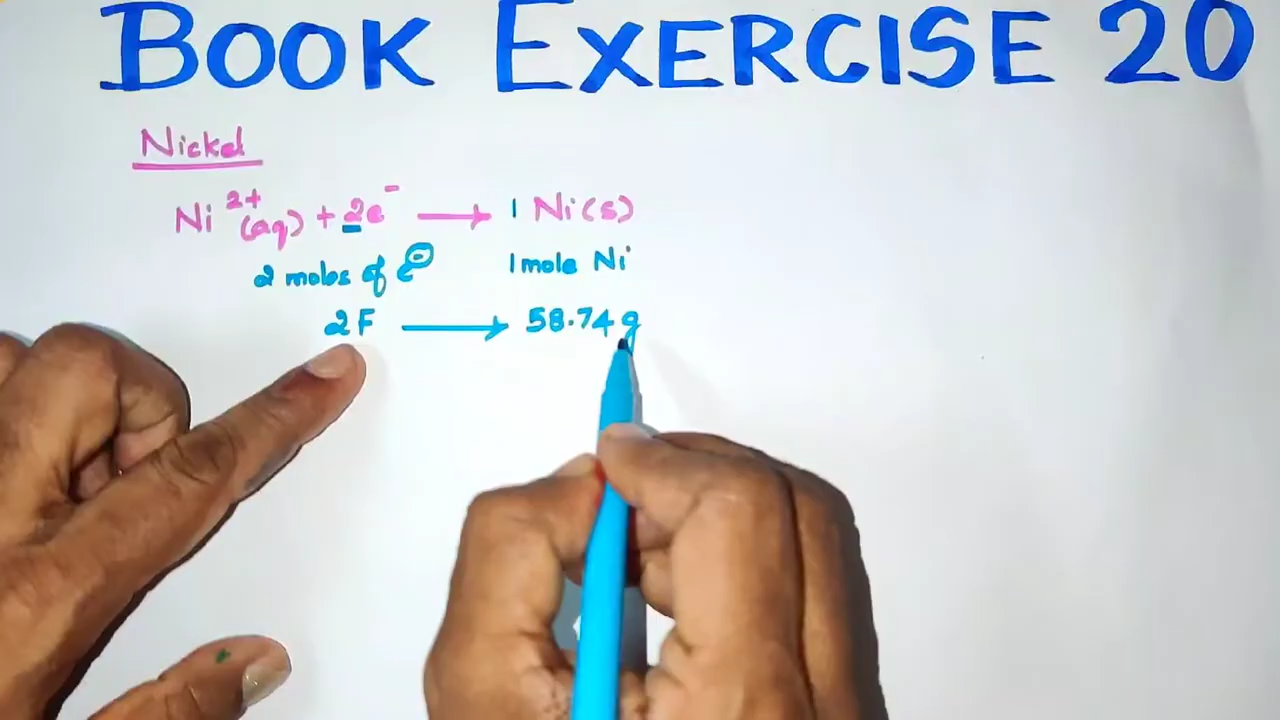 BOOK EXERCISE 20
Nickel
Ni²⁺(aq) + 2e⁻ ⟶ 1 Ni(s)
2 moles of e⊖ 1 mole Ni
2F ⟶ 58.74 g